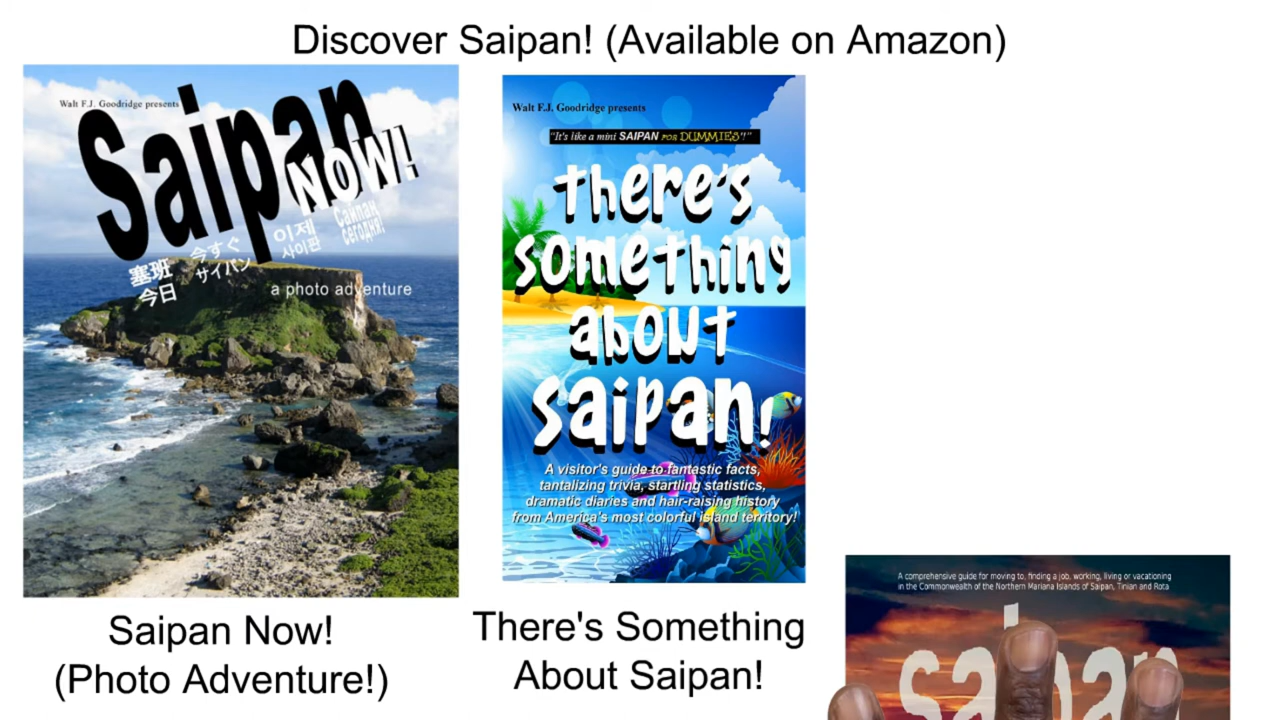 Discover Saipan! (Available on Amazon)
Walt F.J. Goodridge presents
Saipan
NOW!
塞班
今日
今すぐ
サイパン
이제
사이판
Сайпан
сегодня!
a photo adventure
Saipan Now!
(Photo Adventure!)
Walt F.J. Goodridge presents
"It's like a mini SAIPAN FOR DUMMIES'!"
there's
something
about
saipan!
A visitor's guide to fantastic facts,
tantalizing trivia, startling statistics,
dramatic diaries and hair-raising history
from America's most colorful island territory!
There's Something
About Saipan!
A comprehensive guide for moving to, finding a job, working, living or vacationing
in the Commonwealth of the Northern Mariana Islands of Saipan, Tinian and Rota